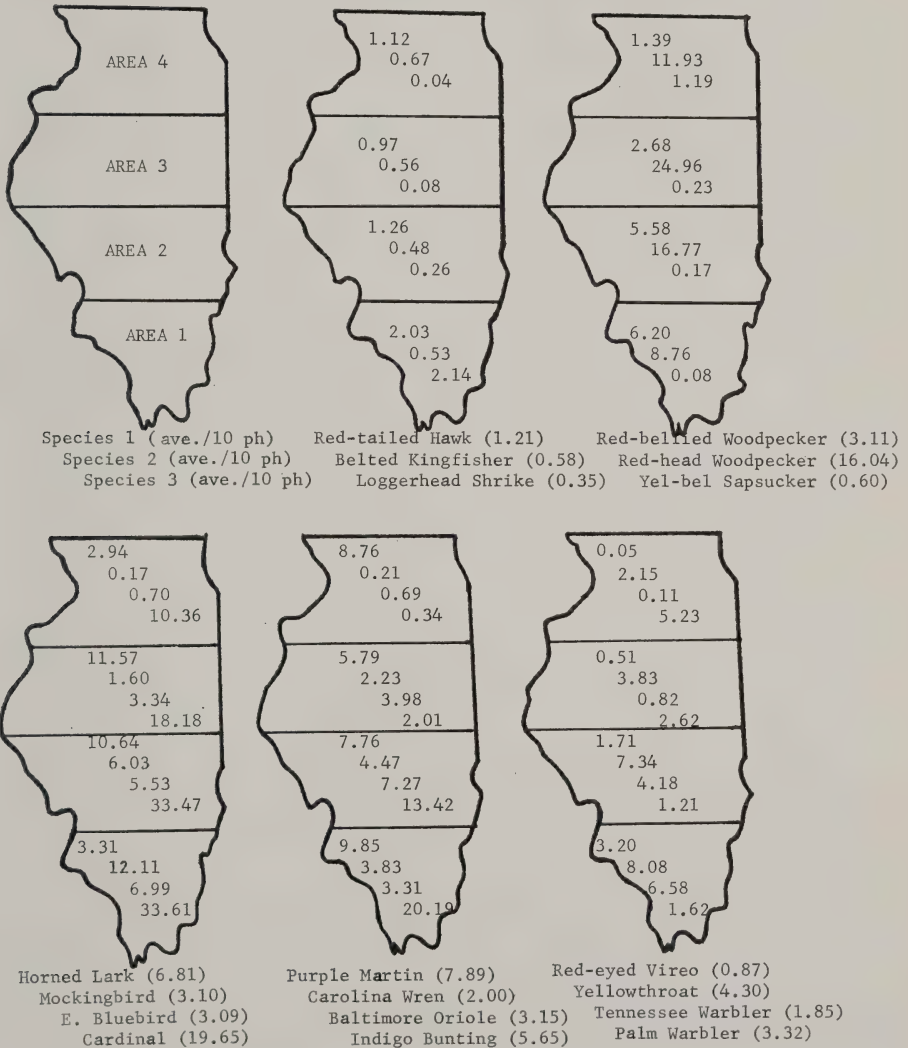 AREA 4
AREA 3
AREA 2
AREA 1
Species 1 (ave./10 ph)
Species 2 (ave./10 ph)
Species 3 (ave./10 ph)
1.12
0.67
0.04
0.97
0.56
0.08
1.26
0.48
0.26
2.03
0.53
2.14
Red-tailed Hawk (1.21)
Belted Kingfisher (0.58)
Loggerhead Shrike (0.35)
1.39
11.93
1.19
2.68
24.96
0.23
5.58
16.77
0.17
6.20
8.76
0.08
Red-bellied Woodpecker (3.11)
Red-head Woodpecker (16.04)
Yel-bel Sapsucker (0.60)
2.94
0.17
0.70
10.36
11.57
1.60
3.34
18.18
10.64
6.03
5.53
33.47
3.31
12.11
6.99
33.61
Horned Lark (6.81)
Mockingbird (3.10)
E. Bluebird (3.09)
Cardinal (19.65)
8.76
0.21
0.69
0.34
5.79
2.23
3.98
2.01
7.76
4.47
7.27
13.42
9.85
3.83
3.31
20.19
Purple Martin (7.89)
Carolina Wren (2.00)
Baltimore Oriole (3.15)
Indigo Bunting (5.65)
0.05
2.15
0.11
5.23
0.51
3.83
0.82
2.62
1.71
7.34
4.18
1.21
3.20
8.08
6.58
1.62
Red-eyed Vireo (0.87)
Yellowthroat (4.30)
Tennessee Warbler (1.85)
Palm Warbler (3.32)